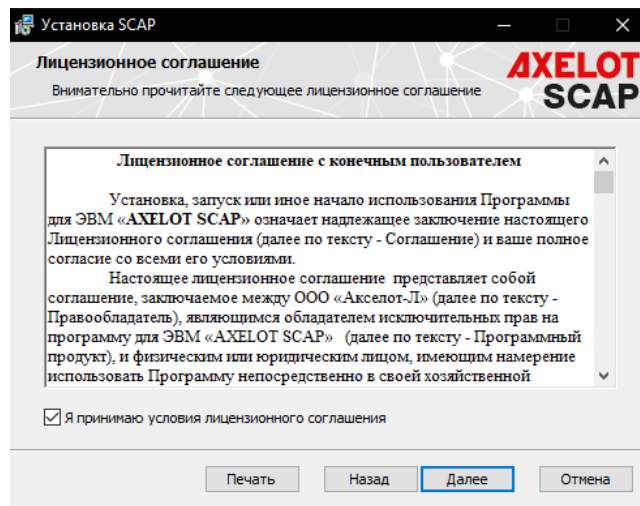 Установка SCAP
Лицензионное соглашение
Внимательно прочитайте следующее лицензионное соглашение
AXELOT
SCAP
Лицензионное соглашение с конечным пользователем
Установка, запуск или иное начало использования Программы
для ЭВМ «AXELOT SCAP» означает надлежащее заключение настоящего
Лицензионного соглашения (далее по тексту - Соглашение) и ваше полное
согласие со всеми его условиями.
Настоящее лицензионное соглашение представляет собой
соглашение, заключаемое между ООО «Акселот-Л» (далее по тексту -
Правообладатель), являющимся обладателем исключительных прав на
программу для ЭВМ «AXELOT SCAP» (далее по тексту - Программный
продукт), и физическим или юридическим лицом, имеющим намерение
использовать Программу непосредственно в своей хозяйственной
Я принимаю условия лицензионного соглашения
Печать Назад Далее Отмена